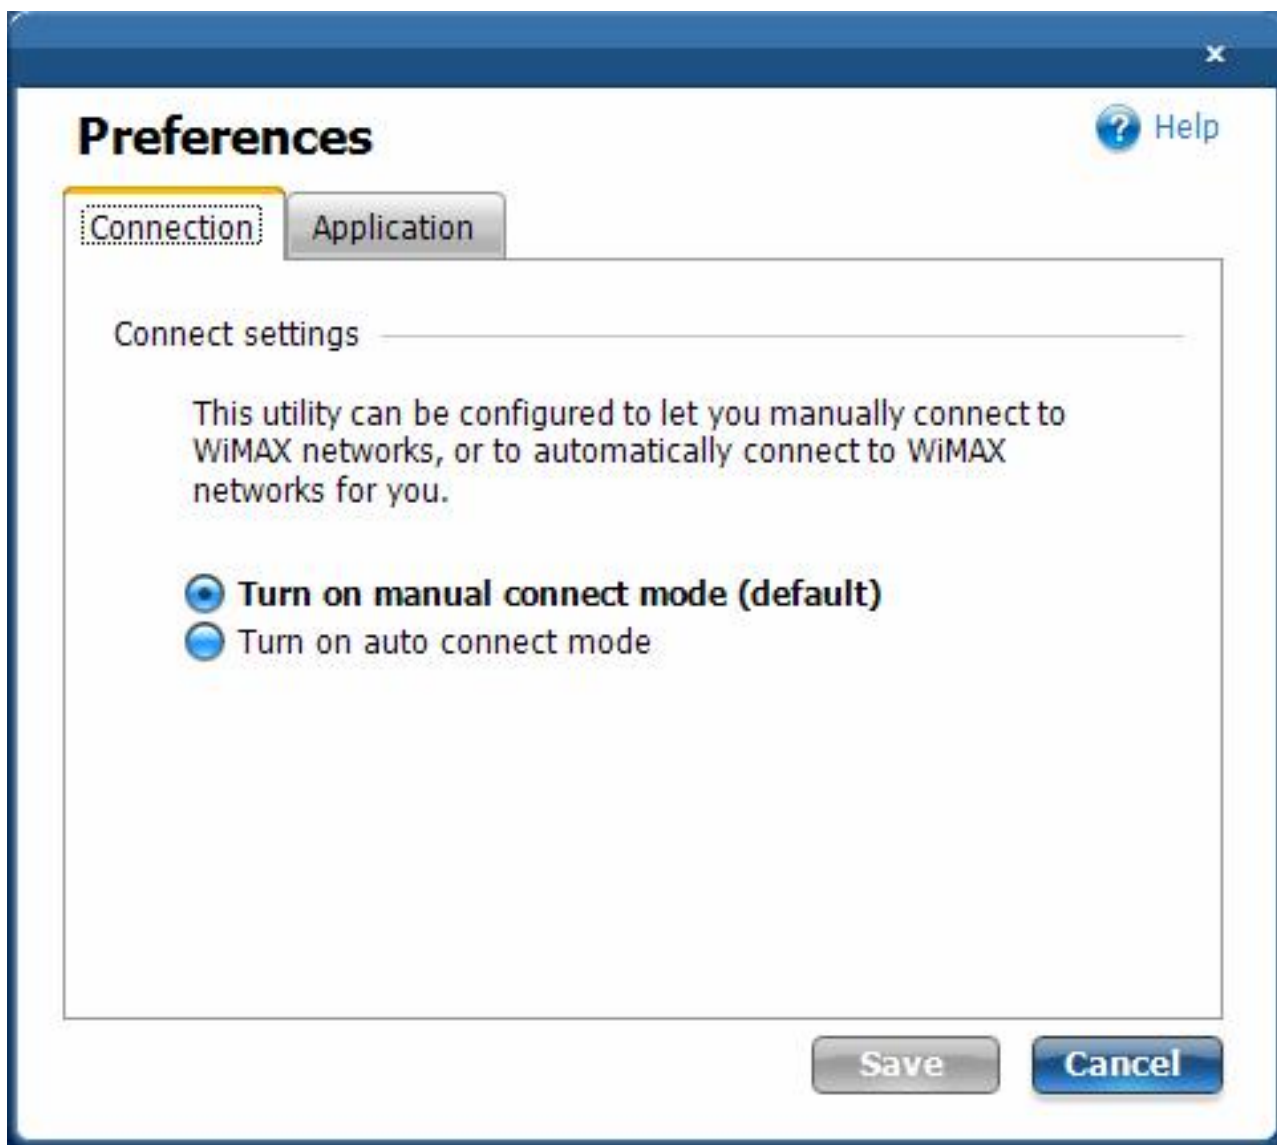 Preferences
Help
Connection
Application
Connect settings
This utility can be configured to let you manually connect to
WiMAX networks, or to automatically connect to WiMAX
networks for you.
Turn on manual connect mode (default)
Turn on auto connect mode
Save
Cancel